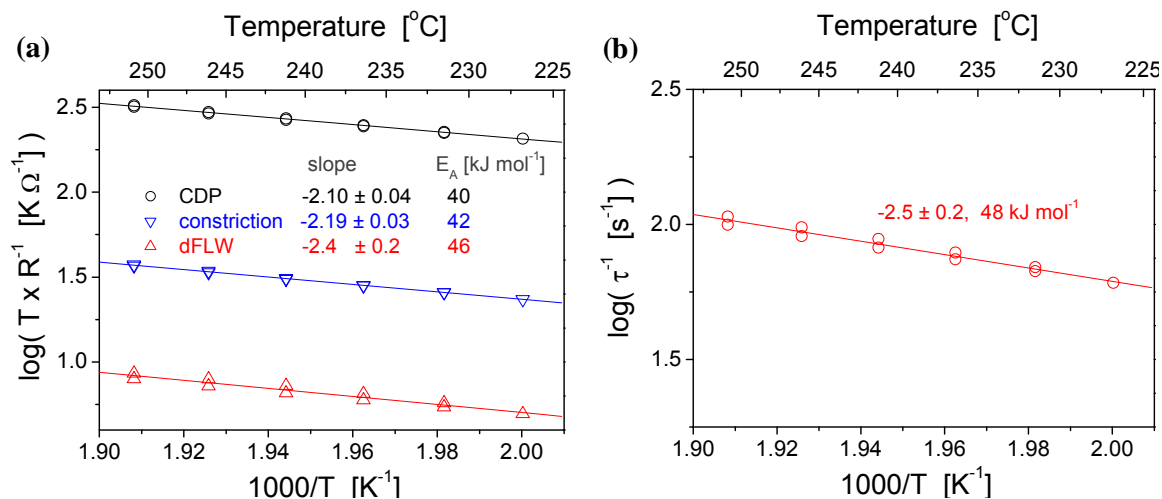 (a)
Temperature [°C]
250 245 240 235 230 225
log( T x R⁻¹ [K Ω⁻¹] )
2.5
2.0
1.5
1.0
slope E_A [kJ mol⁻¹]
CDP -2.10 ± 0.04 40
constriction -2.19 ± 0.03 42
dFLW -2.4 ± 0.2 46
1.90 1.92 1.94 1.96 1.98 2.00
1000/T [K⁻¹]
(b)
Temperature [°C]
250 245 240 235 230 225
log( τ⁻¹ [s⁻¹] )
2.5
2.0
1.5
-2.5 ± 0.2, 48 kJ mol⁻¹
1.90 1.92 1.94 1.96 1.98 2.00
1000/T [K⁻¹]